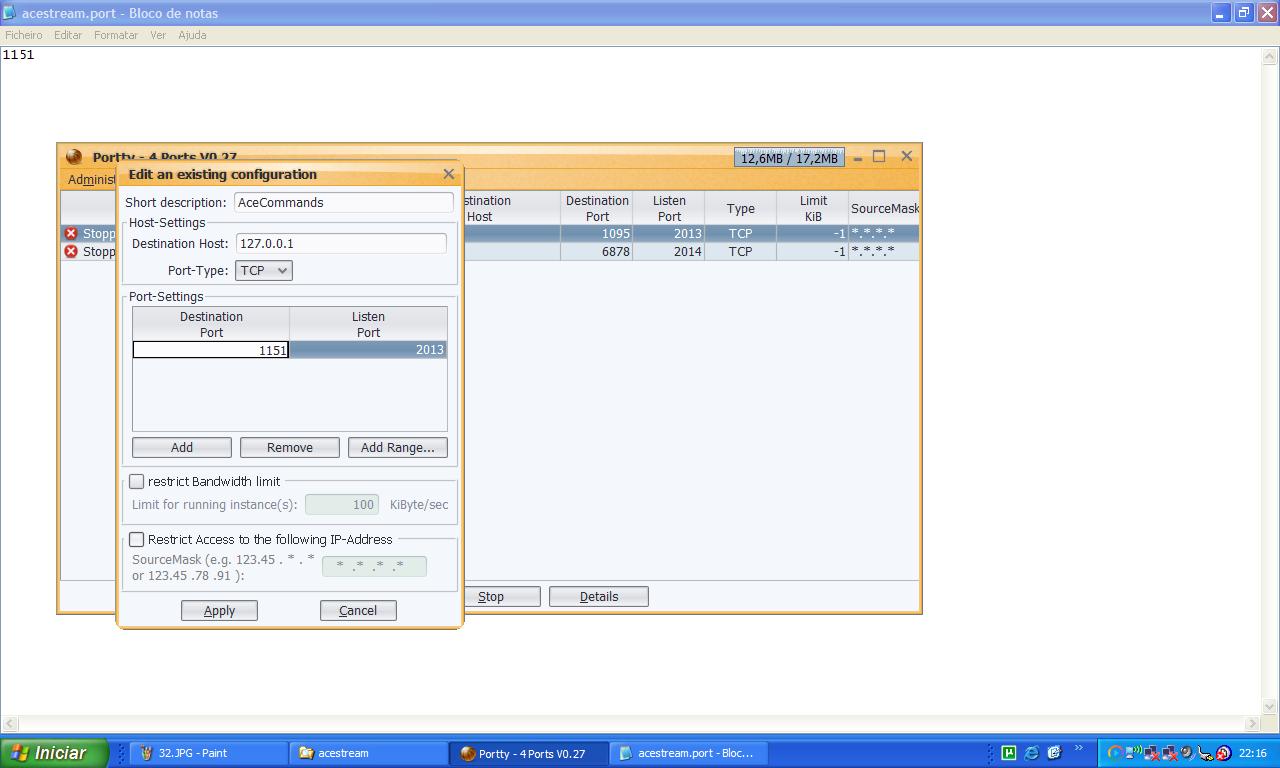 acestream.port - Bloco de notas
Ficheiro Editar Formatar Ver Ajuda
1151
Portty - 4 Ports V0.27
12,6MB / 17,2MB
Administ
Edit an existing configuration
Short description: AceCommands
Host-Settings
Destination Host: 127.0.0.1
Port-Type: TCP
Port-Settings
Destination Port Listen Port
1151 2013
Add Remove Add Range...
restrict Bandwidth limit
Limit for running instance(s): 100 KiByte/sec
Restrict Access to the following IP-Address
SourceMask (e.g. 123.45 . * . *
or 123.45 .78 .91 ):
* .* .* .*
Apply Cancel
stination Host Destination Port Listen Port Type Limit KiB SourceMask
Stopp 1095 2013 TCP -1 *.*.*.*
Stopp 6878 2014 TCP -1 *.*.*.*
Stop Details
Iniciar 32.JPG - Paint acestream Portty - 4 Ports V0.27 acestream.port - Bloc... 22:16